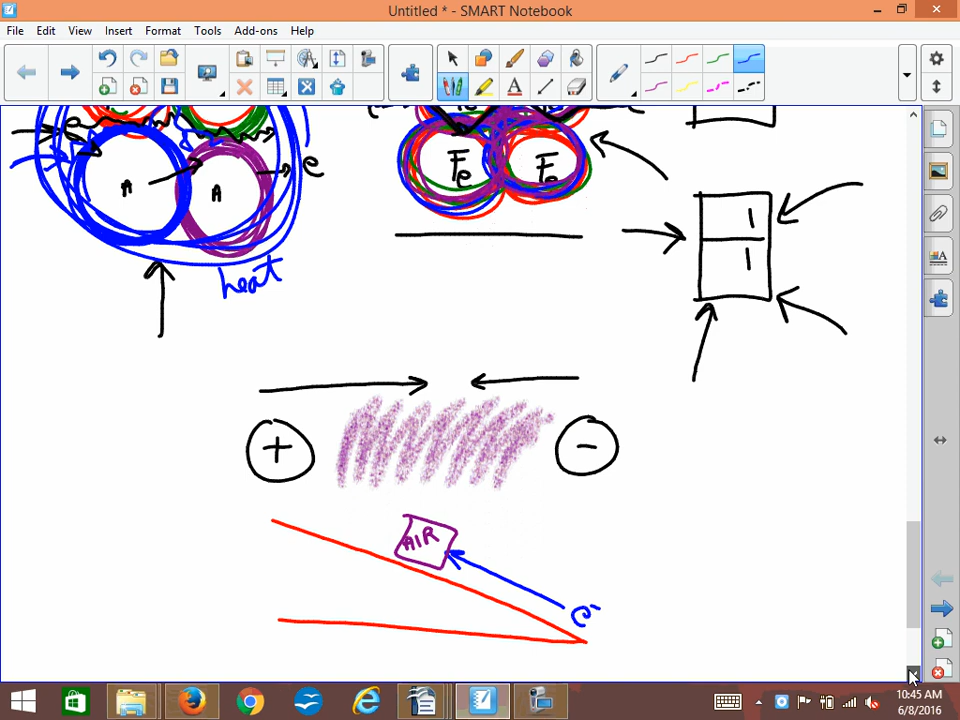 Untitled * - SMART Notebook
File Edit View Insert Format Tools Add-ons Help
e
A A e
Fe Fe
heat
1
1
+ -
AIR
e-
10:45 AM
6/8/2016